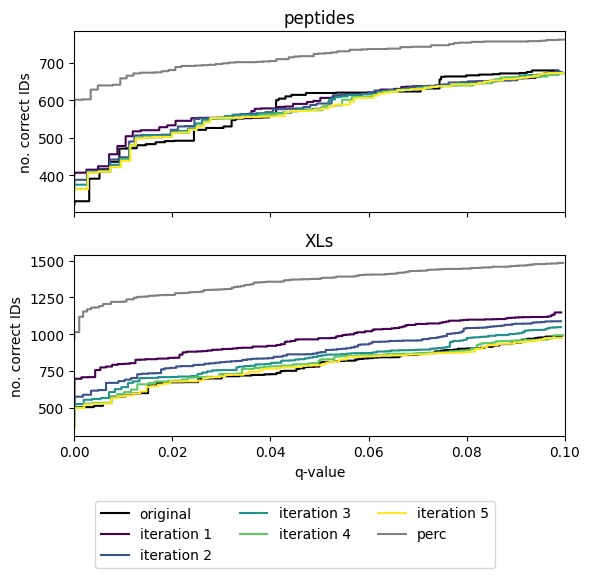 peptides
no. correct IDs
700
600
500
400
XLs
no. correct IDs
1500
1250
1000
750
500
0.00 0.02 0.04 0.06 0.08 0.10
q-value
original iteration 3 iteration 5
iteration 1 iteration 4 perc
iteration 2